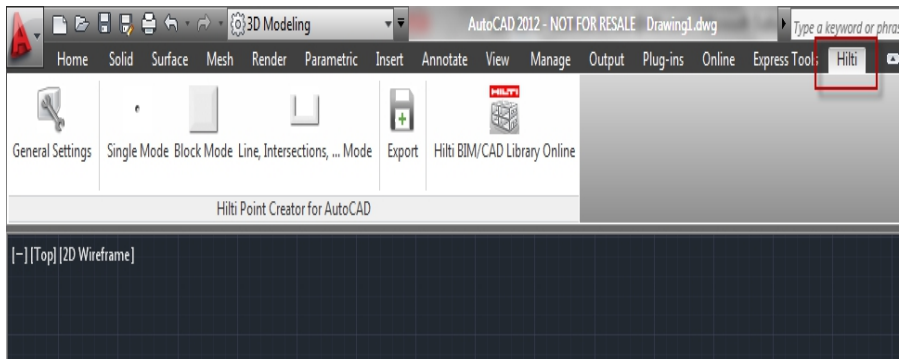 3D Modeling AutoCAD 2012 - NOT FOR RESALE Drawing1.dwg Type a keyword or phras
Home Solid Surface Mesh Render Parametric Insert Annotate View Manage Output Plug-ins Online Express Tools Hilti
HILTI
General Settings Single Mode Block Mode Line, Intersections, ... Mode Export Hilti BIM/CAD Library Online
Hilti Point Creator for AutoCAD
[−] [Top] [2D Wireframe]